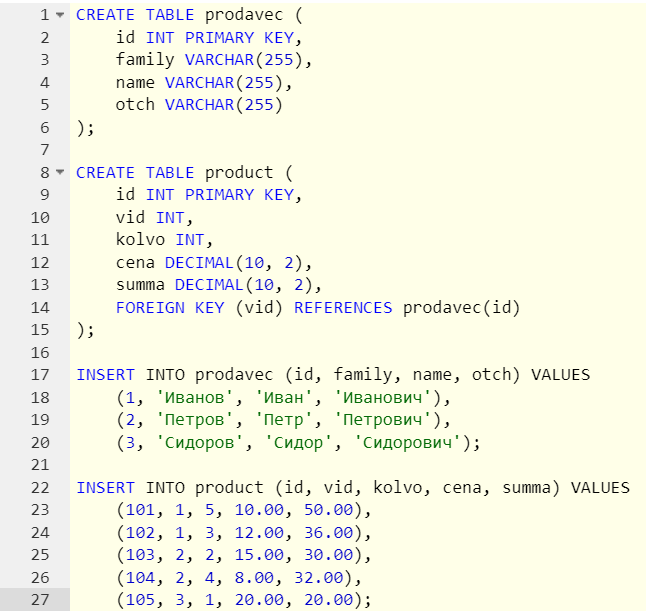 1 CREATE TABLE prodavec (
2 id INT PRIMARY KEY,
3 family VARCHAR(255),
4 name VARCHAR(255),
5 otch VARCHAR(255)
6 );
7
8 CREATE TABLE product (
9 id INT PRIMARY KEY,
10 vid INT,
11 kolvo INT,
12 cena DECIMAL(10, 2),
13 summa DECIMAL(10, 2),
14 FOREIGN KEY (vid) REFERENCES prodavec(id)
15 );
16
17 INSERT INTO prodavec (id, family, name, otch) VALUES
18 (1, 'Иванов', 'Иван', 'Иванович'),
19 (2, 'Петров', 'Петр', 'Петрович'),
20 (3, 'Сидоров', 'Сидор', 'Сидорович');
21
22 INSERT INTO product (id, vid, kolvo, cena, summa) VALUES
23 (101, 1, 5, 10.00, 50.00),
24 (102, 1, 3, 12.00, 36.00),
25 (103, 2, 2, 15.00, 30.00),
26 (104, 2, 4, 8.00, 32.00),
27 (105, 3, 1, 20.00, 20.00);